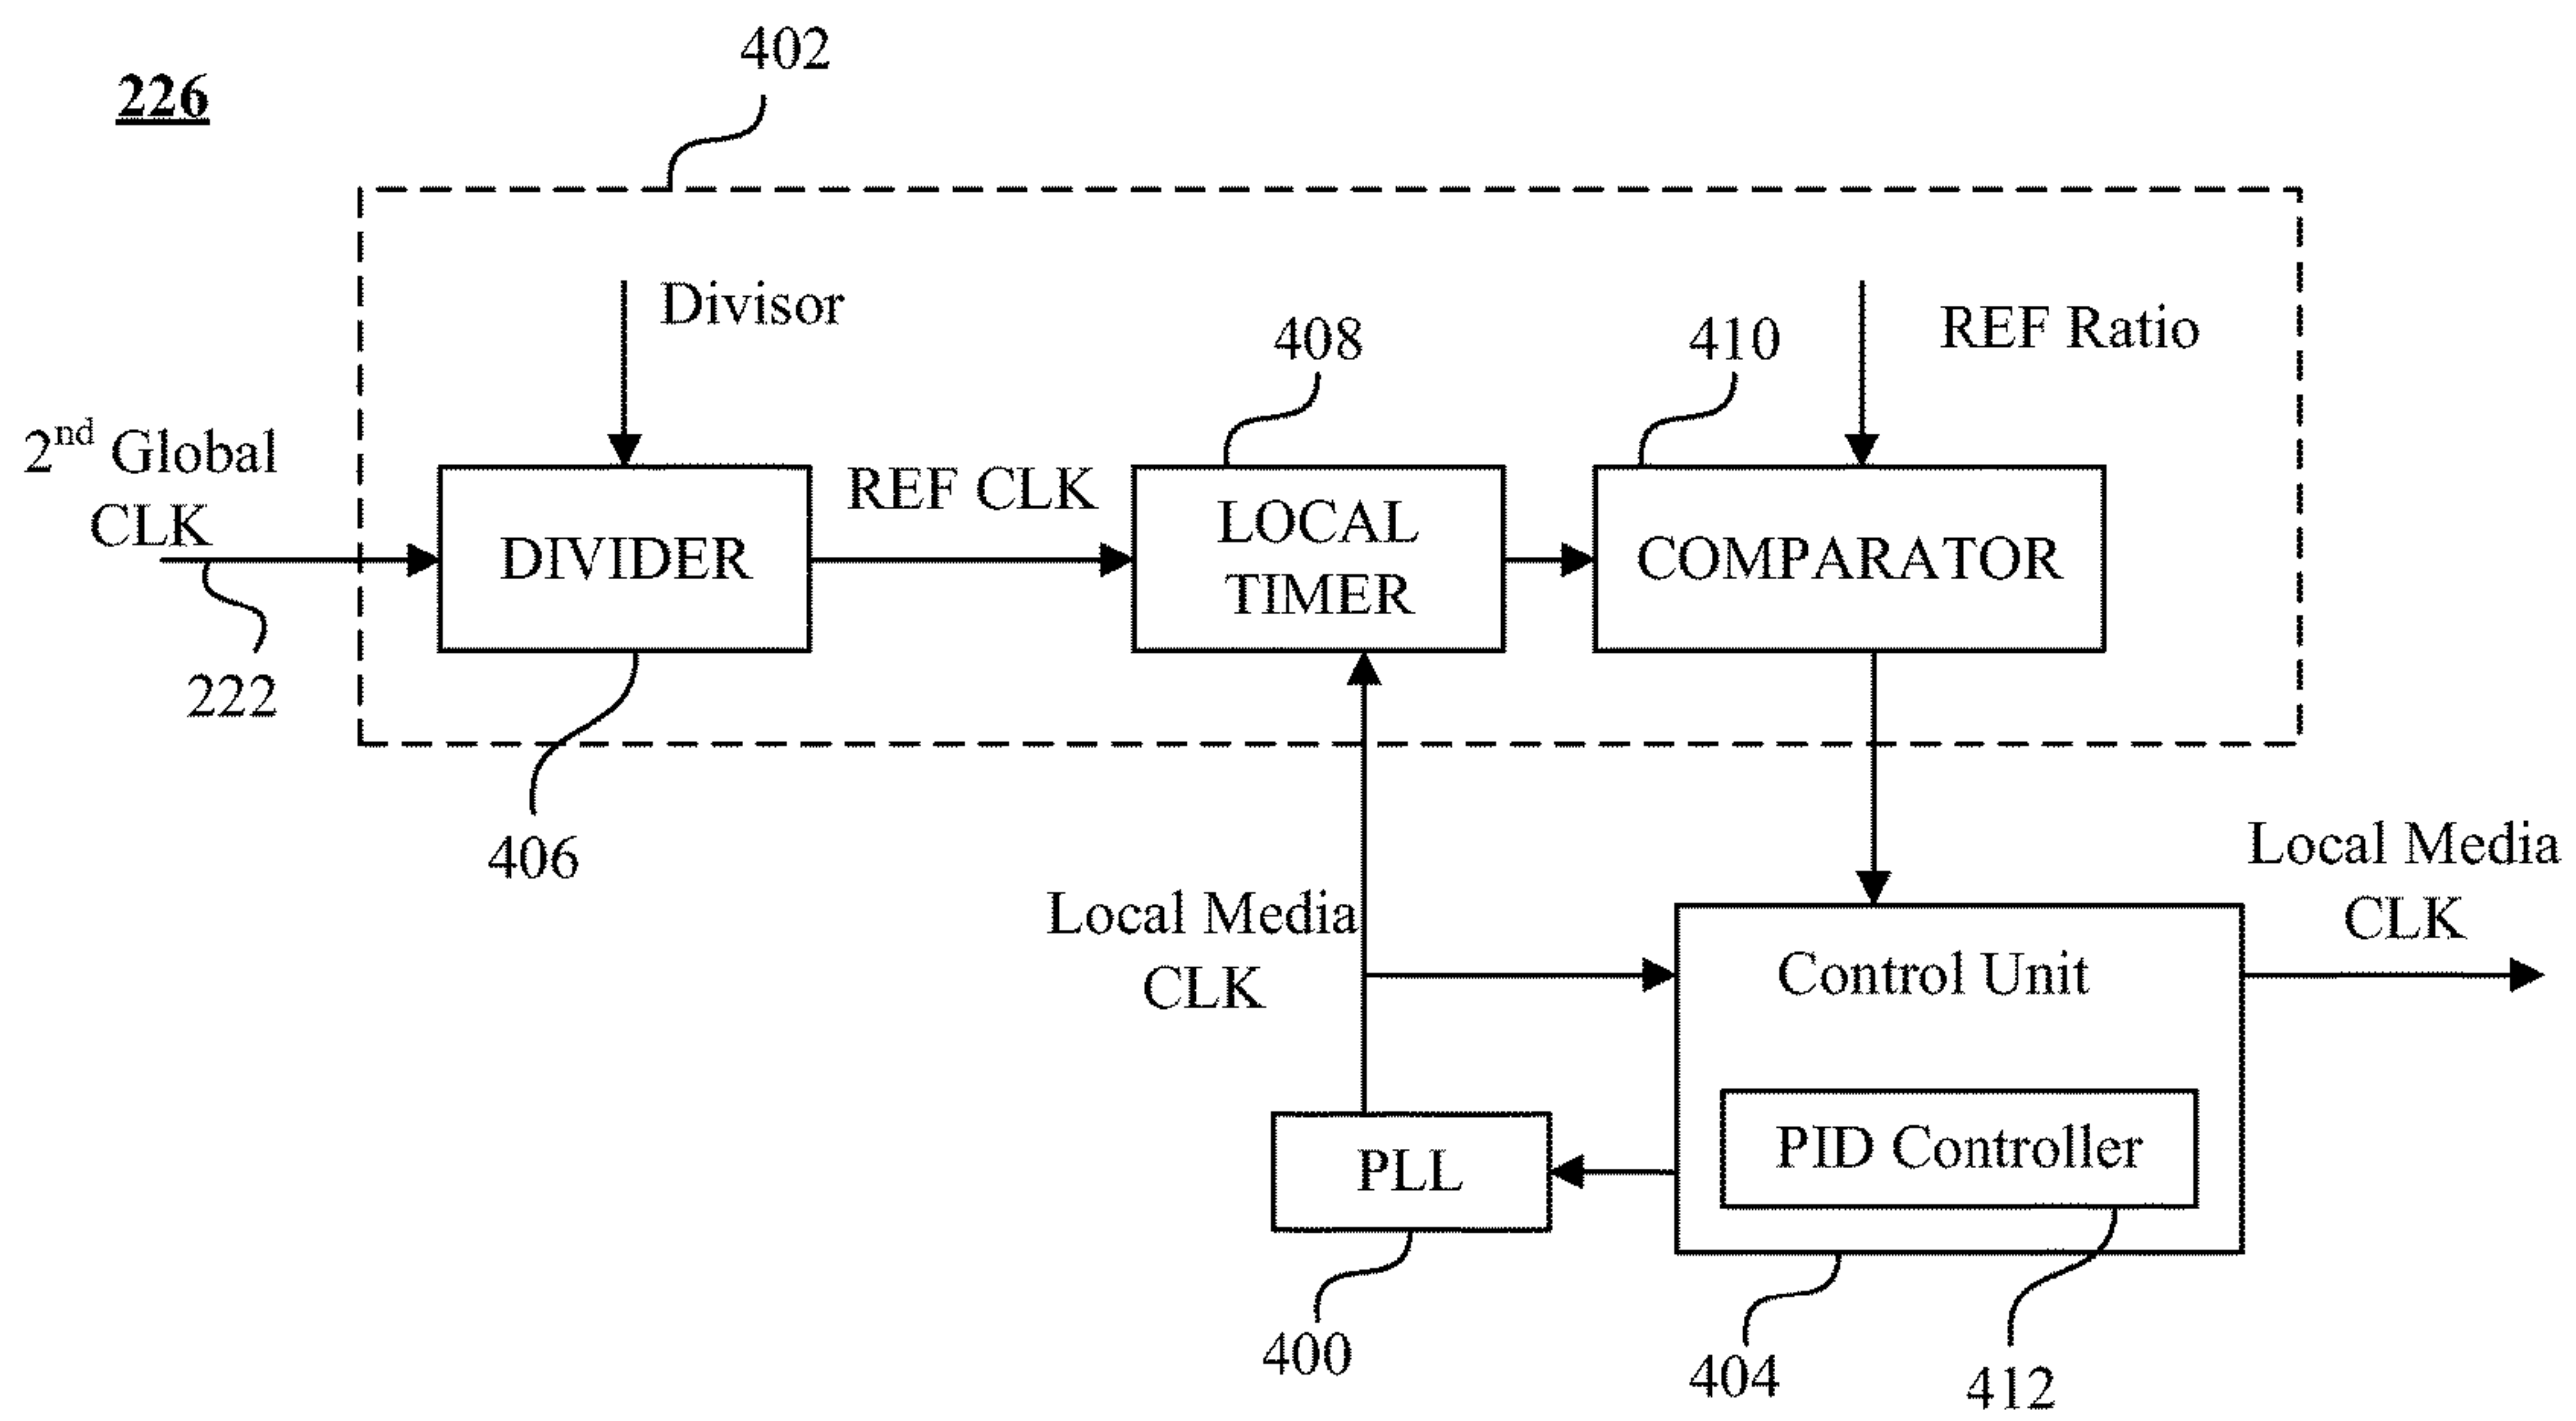 402
226
Divisor
408
410
REF Ratio
2nd Global
CLK
REF CLK
DIVIDER
LOCAL
TIMER
COMPARATOR
222
406
Local Media
CLK
Local Media
CLK
Control Unit
PLL
PID Controller
400
404
412